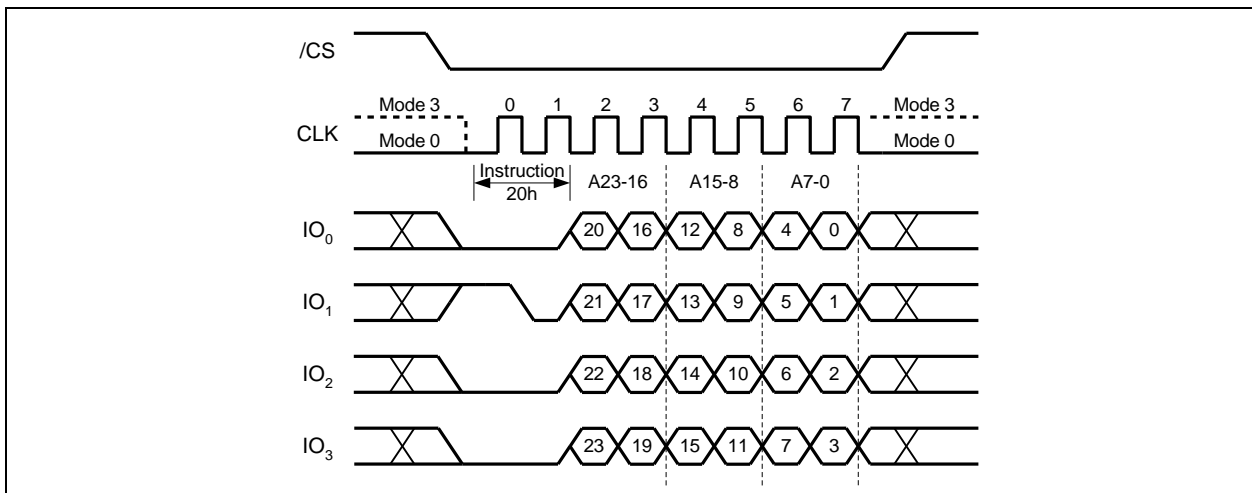 /CS
Mode 3 0 1 2 3 4 5 6 7 Mode 3
CLK
Mode 0 Mode 0
Instruction
20h
A23-16 A15-8 A7-0
IO0 20 16 12 8 4 0
IO1 21 17 13 9 5 1
IO2 22 18 14 10 6 2
IO3 23 19 15 11 7 3